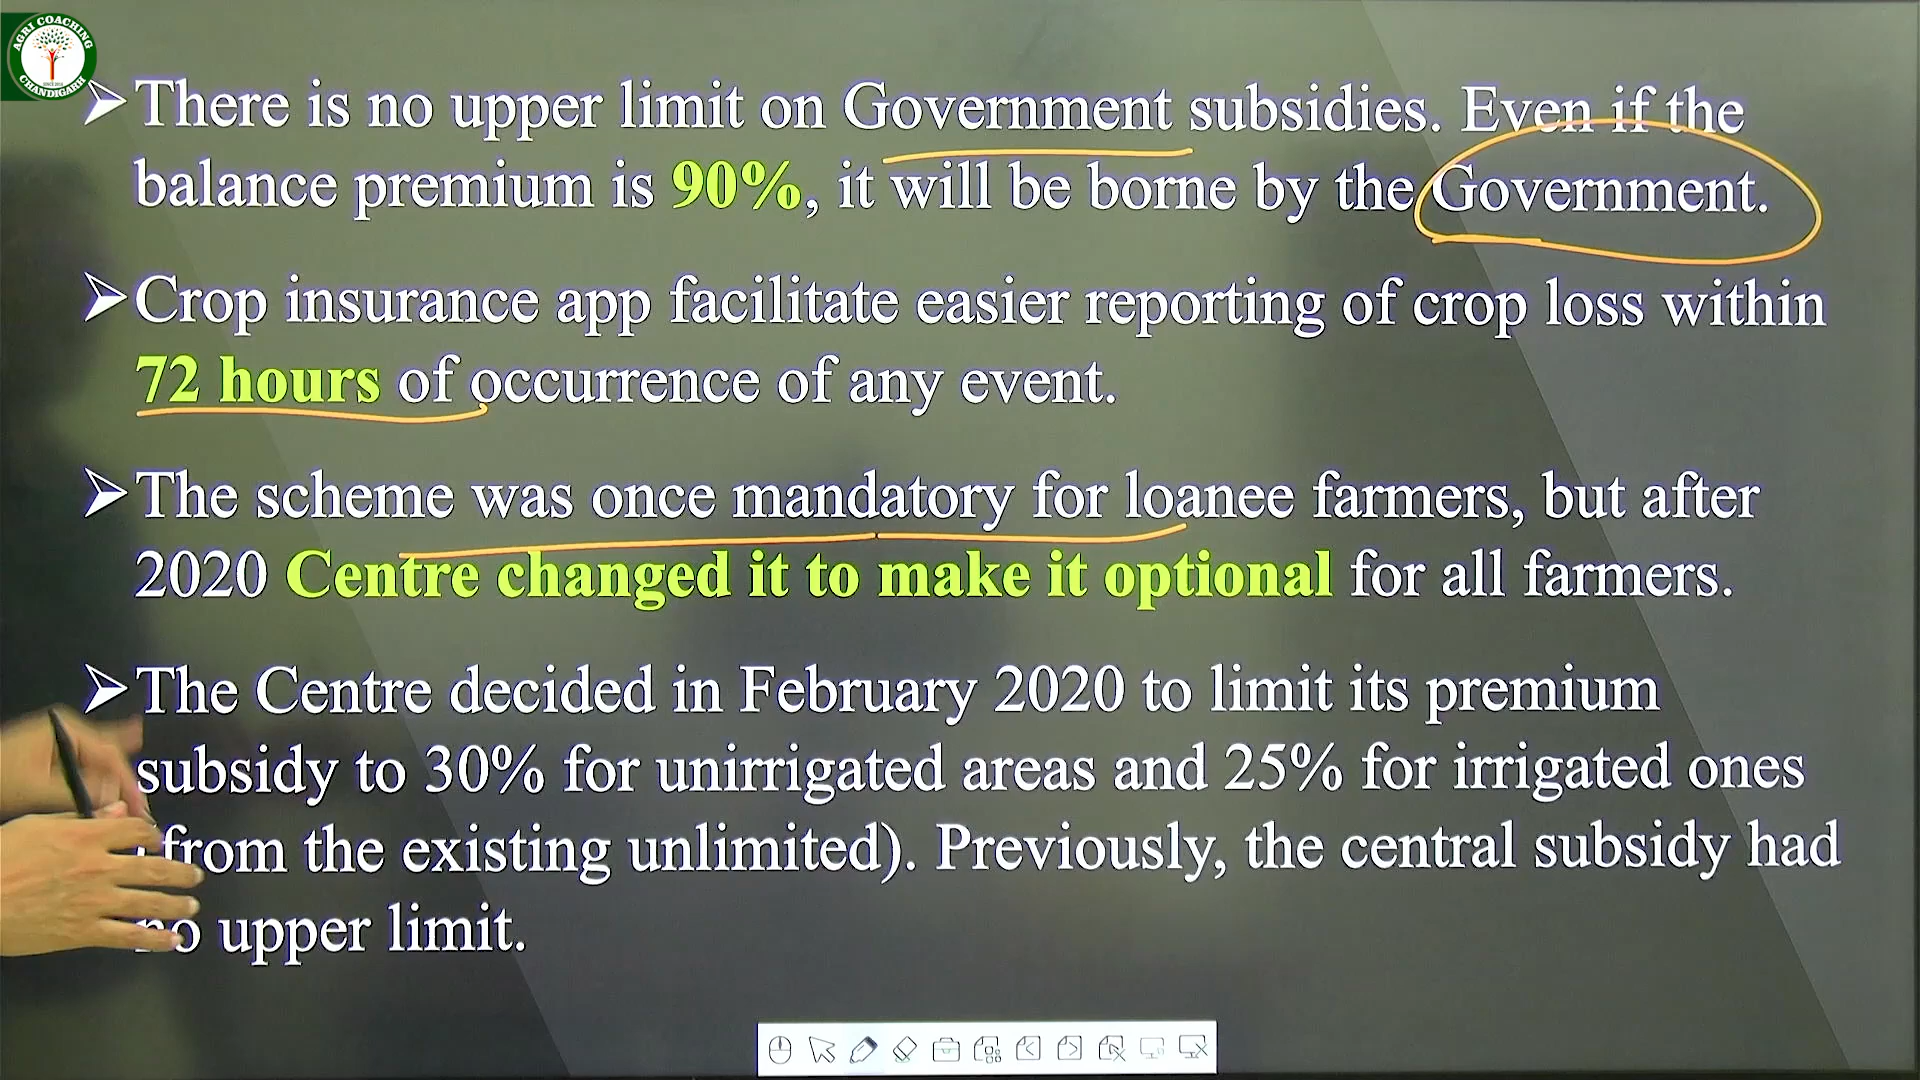 AGRI COACHING
CHANDIGARH
There is no upper limit on Government subsidies. Even if the
balance premium is 90%, it will be borne by the Government.
Crop insurance app facilitate easier reporting of crop loss within
72 hours of occurrence of any event.
The scheme was once mandatory for loanee farmers, but after
2020 Centre changed it to make it optional for all farmers.
The Centre decided in February 2020 to limit its premium
subsidy to 30% for unirrigated areas and 25% for irrigated ones
(from the existing unlimited). Previously, the central subsidy had
no upper limit.